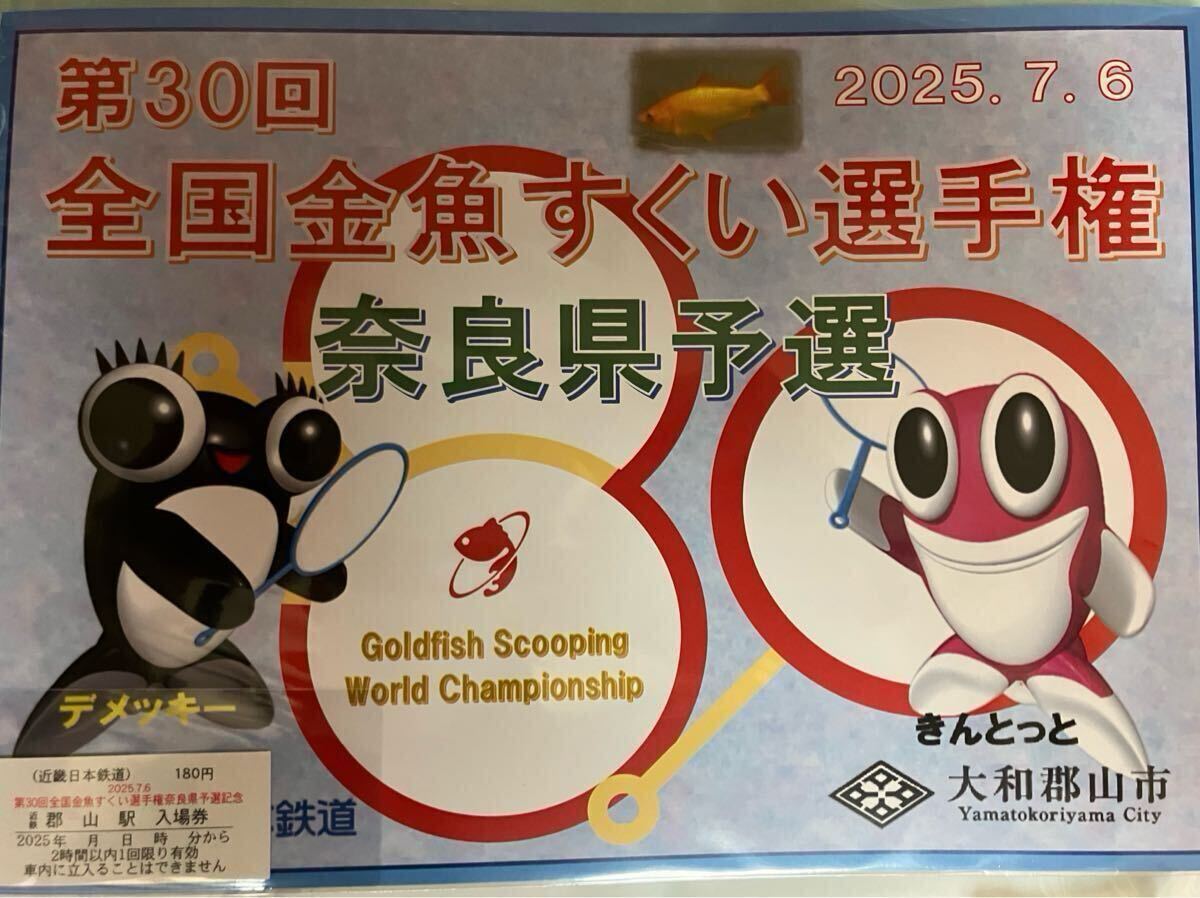 第30回
2025.7.6
全国金魚すくい選手権
奈良県予選
Goldfish Scooping
World Championship
デメッキー
きんとっと
大和郡山市
Yamatokoriyama City
鉄道
(近畿日本鉄道) 180円
2025.7.6
第30回全国金魚すくい選手権奈良県予選記念
近鉄 郡山駅 入場券
2025年 月 日 時 分から
2時間以内1回限り有効
車内に立入ることはできません